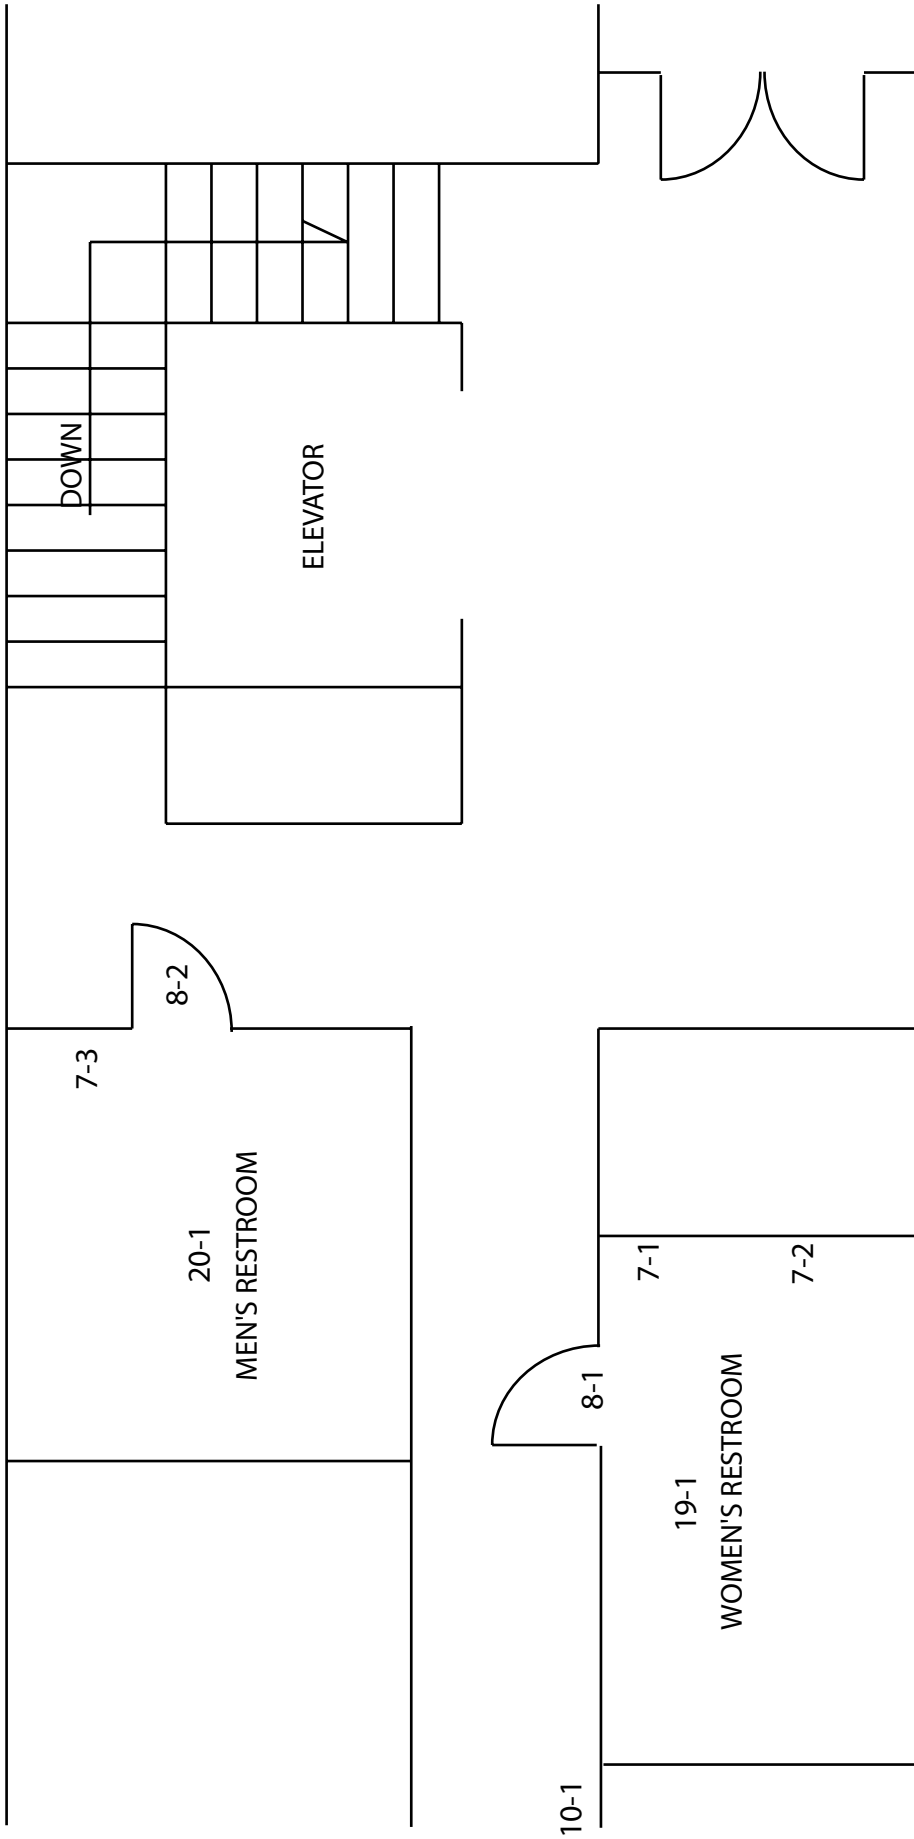 DOWN
ELEVATOR
8-2
7-3
20-1
MEN'S RESTROOM
7-1
7-2
8-1
19-1
WOMEN'S RESTROOM
10-1